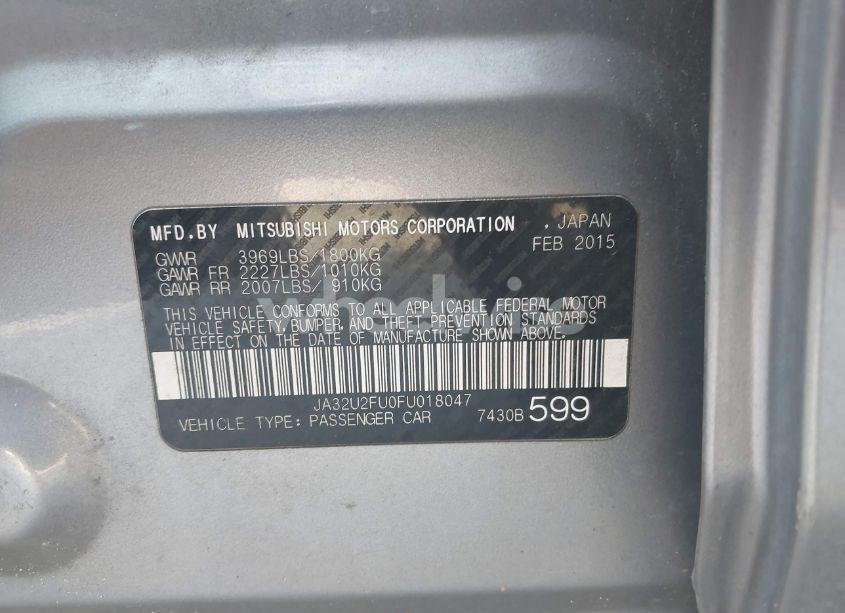 MFD.BY MITSUBISHI MOTORS CORPORATION , JAPAN
FEB 2015
GVWR 3969LBS/1800KG
GAWR FR 2227LBS/1010KG
GAWR RR 2007LBS/ 910KG
THIS VEHICLE CONFORMS TO ALL APPLICABLE FEDERAL MOTOR
VEHICLE SAFETY, BUMPER, AND THEFT PREVENTION STANDARDS
IN EFFECT ON THE DATE OF MANUFACTURE SHOWN ABOVE.
JA32U2FU0FU018047
VEHICLE TYPE: PASSENGER CAR 7430B 599